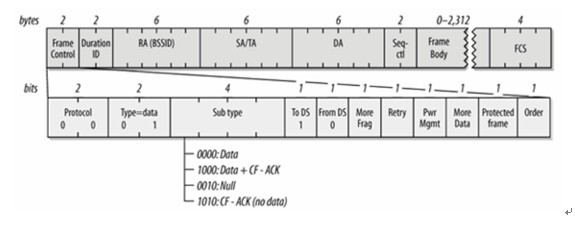 bytes 2 2 6 6 6 2 0–2,312 4
Frame Control Duration ID RA (BSSID) SA/TA DA Seq-ctl Frame Body FCS
bits 2 2 4 1 1 1 1 1 1 1 1
Protocol Type=data Sub type To DS From DS More Frag Retry Pwr Mgmt More Data Protected frame Order
0 0 0 1 1 0
0000: Data
1000: Data + CF - ACK
0010: Null
1010: CF - ACK (no data)